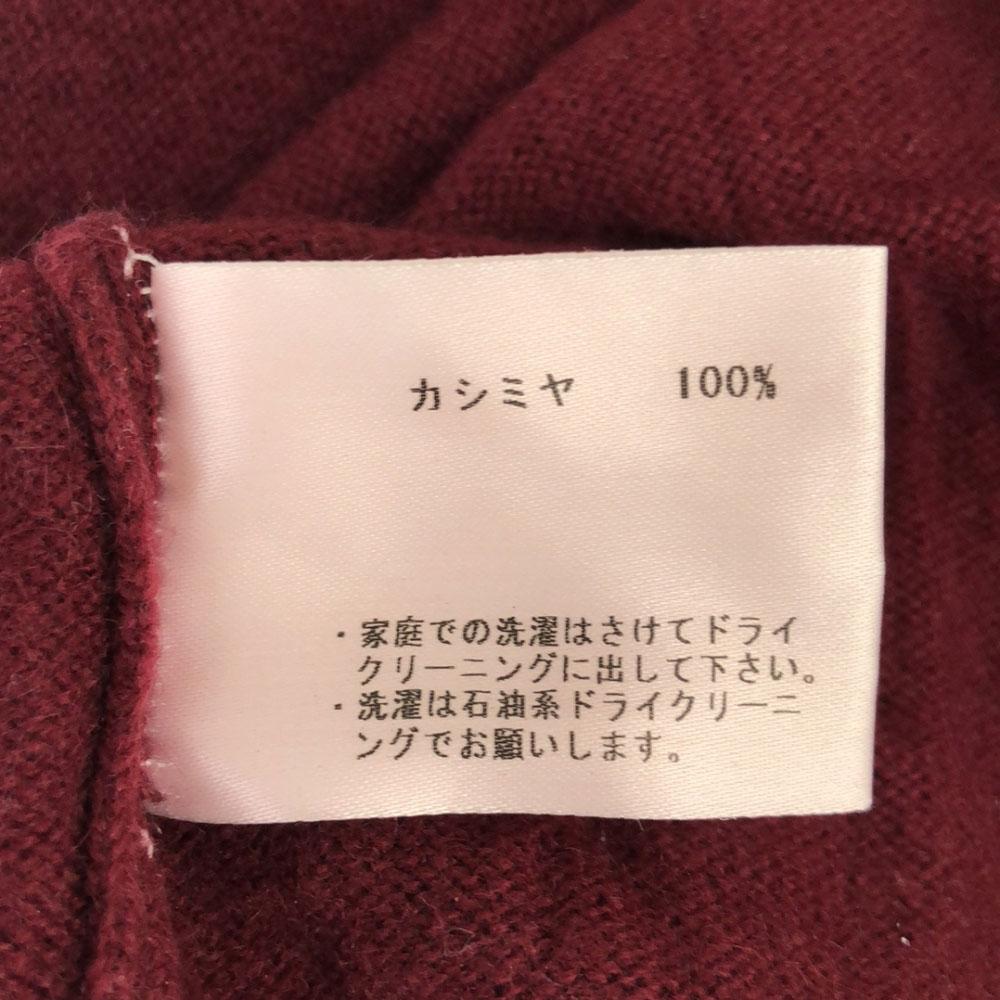 カシミヤ 100%
・家庭での洗濯はさけてドライ
クリーニングに出して下さい。
・洗濯は石油系ドライクリーニ
ングでお願いします。